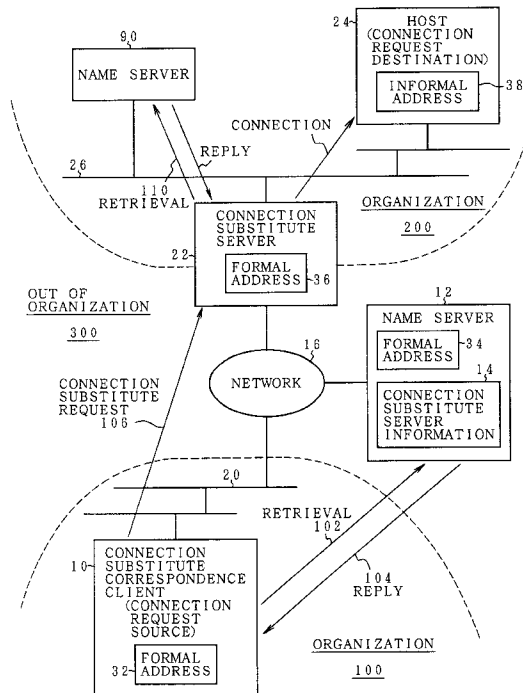 90
NAME SERVER
24
HOST
(CONNECTION
REQUEST
DESTINATION)
INFORMAL
ADDRESS
38
CONNECTION
REPLY
26
110
RETRIEVAL
ORGANIZATION
200
CONNECTION
SUBSTITUTE
SERVER
22
FORMAL
ADDRESS
36
OUT OF
ORGANIZATION
300
12
NAME SERVER
FORMAL
ADDRESS
34
14
CONNECTION
SUBSTITUTE
SERVER
INFORMATION
16
NETWORK
CONNECTION
SUBSTITUTE
REQUEST
106
20
RETRIEVAL
102
104
REPLY
10
CONNECTION
SUBSTITUTE
CORRESPONDENCE
CLIENT
(CONNECTION
REQUEST
SOURCE)
FORMAL
ADDRESS
32
ORGANIZATION
100